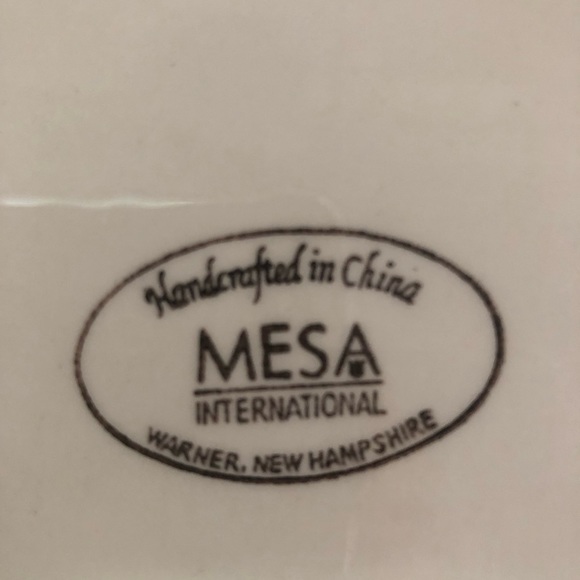 Handcrafted in China
MESA
INTERNATIONAL
WARNER, NEW HAMPSHIRE